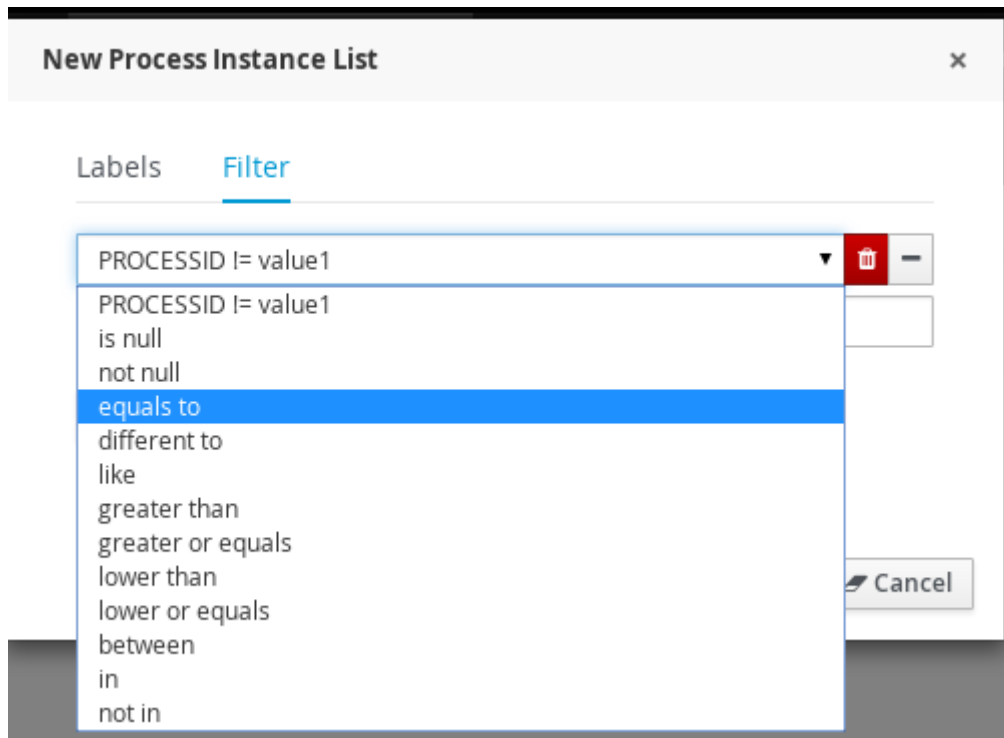 New Process Instance List ×
Labels Filter
PROCESSID != value1
PROCESSID != value1
is null
not null
equals to
different to
like
greater than
greater or equals
lower than
lower or equals
between
in
not in
Cancel